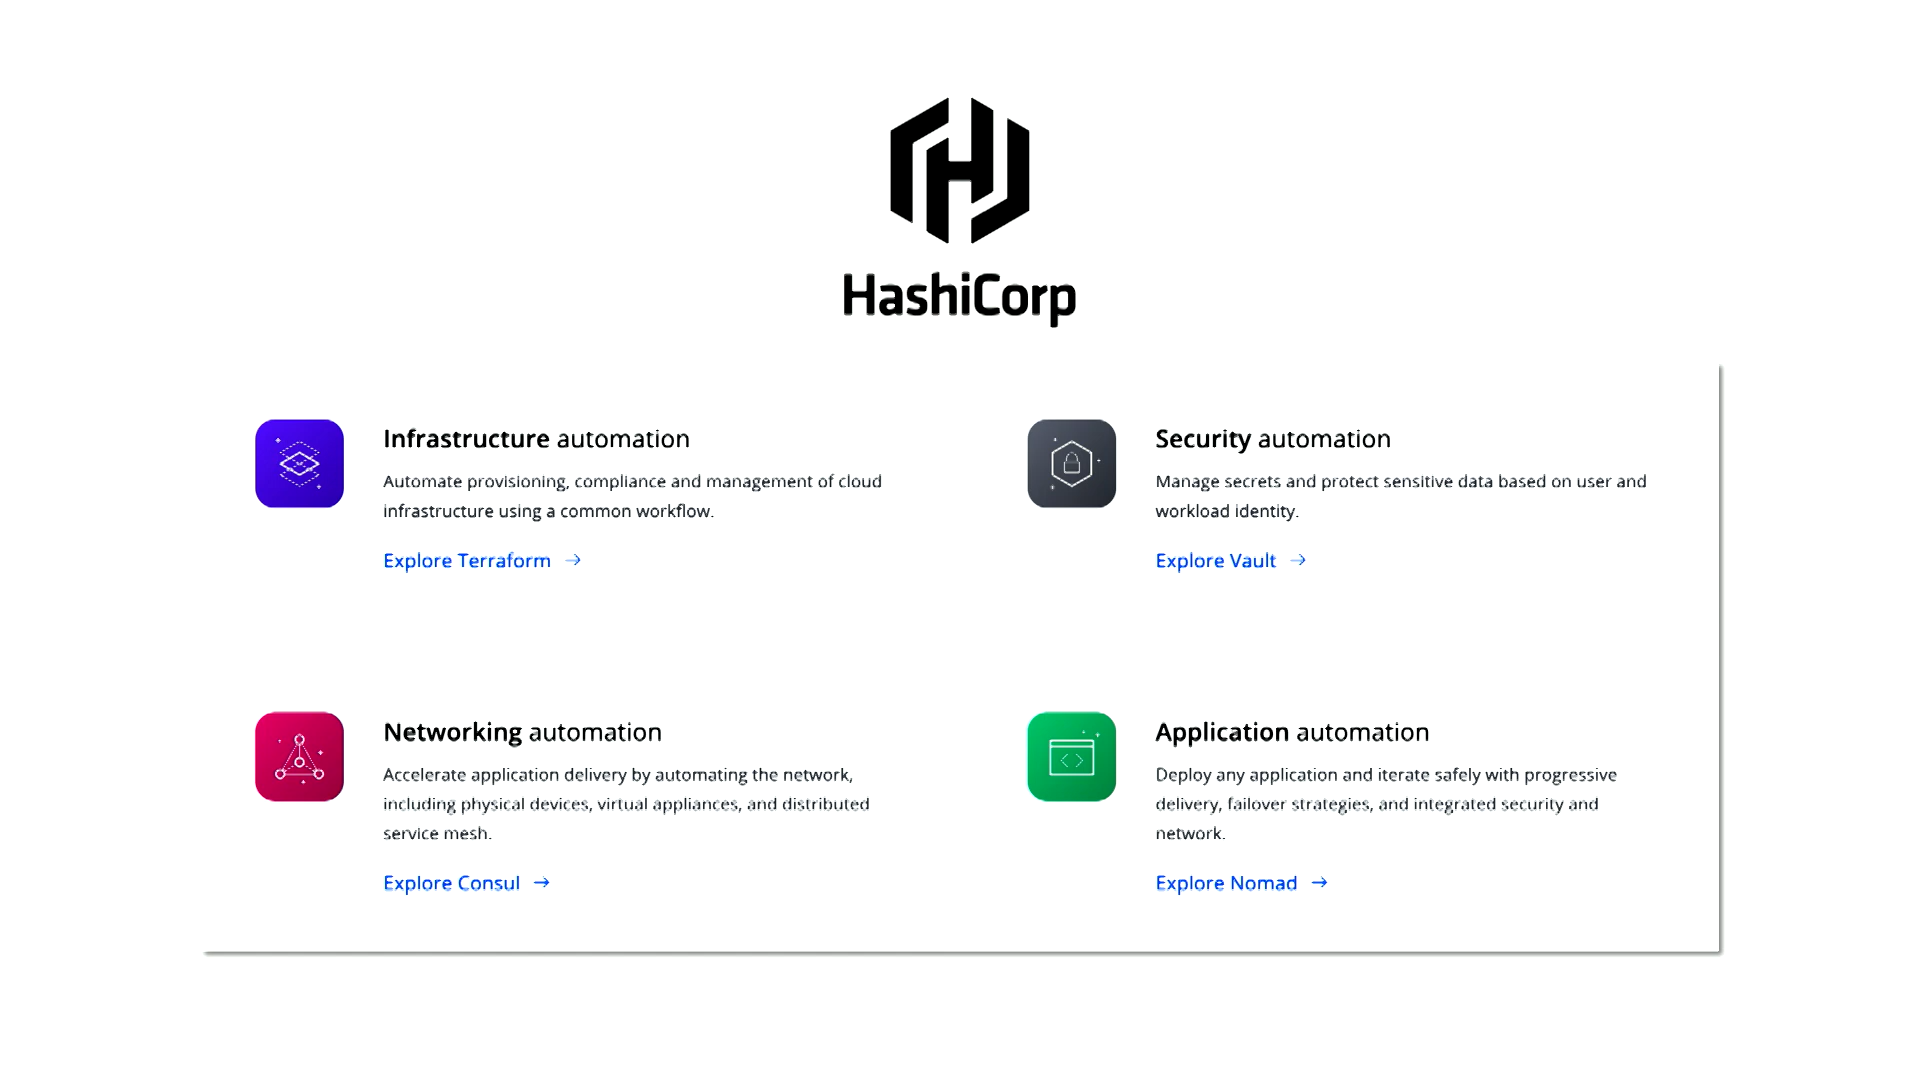 HashiCorp
Infrastructure automation
Automate provisioning, compliance and management of cloud
infrastructure using a common workflow.
Explore Terraform →
Security automation
Manage secrets and protect sensitive data based on user and
workload identity.
Explore Vault →
Networking automation
Accelerate application delivery by automating the network,
including physical devices, virtual appliances, and distributed
service mesh.
Explore Consul →
Application automation
Deploy any application and iterate safely with progressive
delivery, failover strategies, and integrated security and
network.
Explore Nomad →